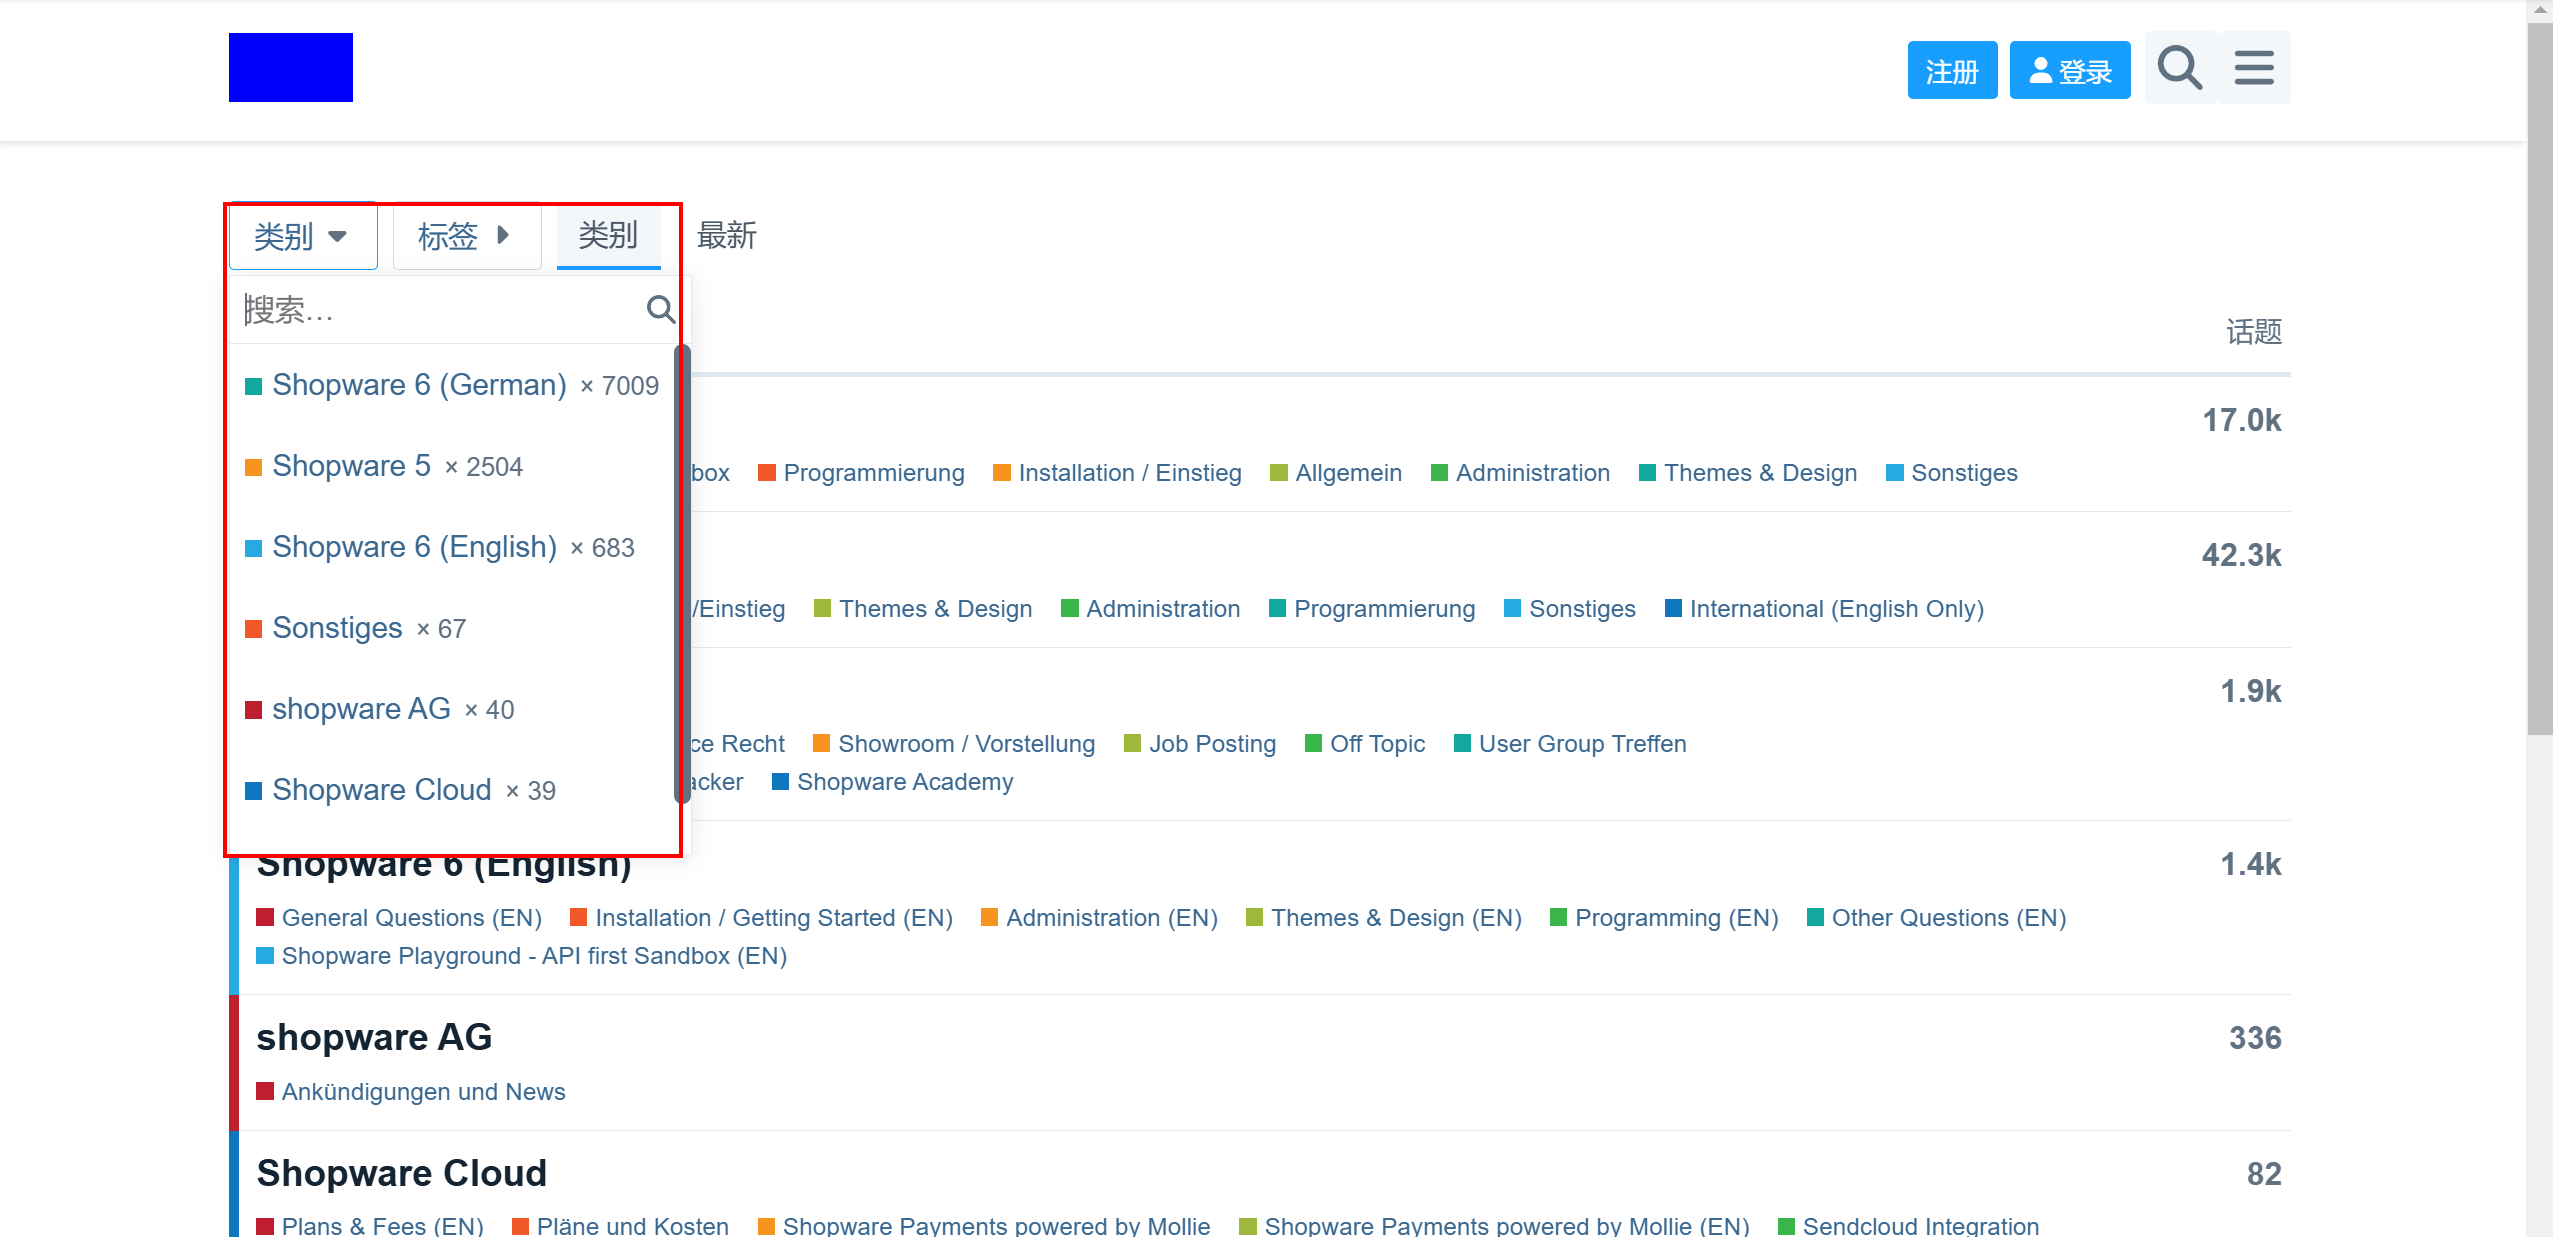 注册 登录
类别 标签 类别 最新
搜索…
话题
Shopware 6 (German) × 7009
17.0k
Shopware 5 × 2504
box Programmierung Installation / Einstieg Allgemein Administration Themes & Design Sonstiges
Shopware 6 (English) × 683
42.3k
/Einstieg Themes & Design Administration Programmierung Sonstiges International (English Only)
Sonstiges × 67
1.9k
shopware AG × 40
ce Recht Showroom / Vorstellung Job Posting Off Topic User Group Treffen
Shopware Cloud × 39
acker Shopware Academy
Shopware 6 (English) 1.4k
General Questions (EN) Installation / Getting Started (EN) Administration (EN) Themes & Design (EN) Programming (EN) Other Questions (EN)
Shopware Playground - API first Sandbox (EN)
shopware AG 336
Ankündigungen und News
Shopware Cloud 82
Plans & Fees (EN) Pläne und Kosten Shopware Payments powered by Mollie Shopware Payments powered by Mollie (EN) Sendcloud Integration